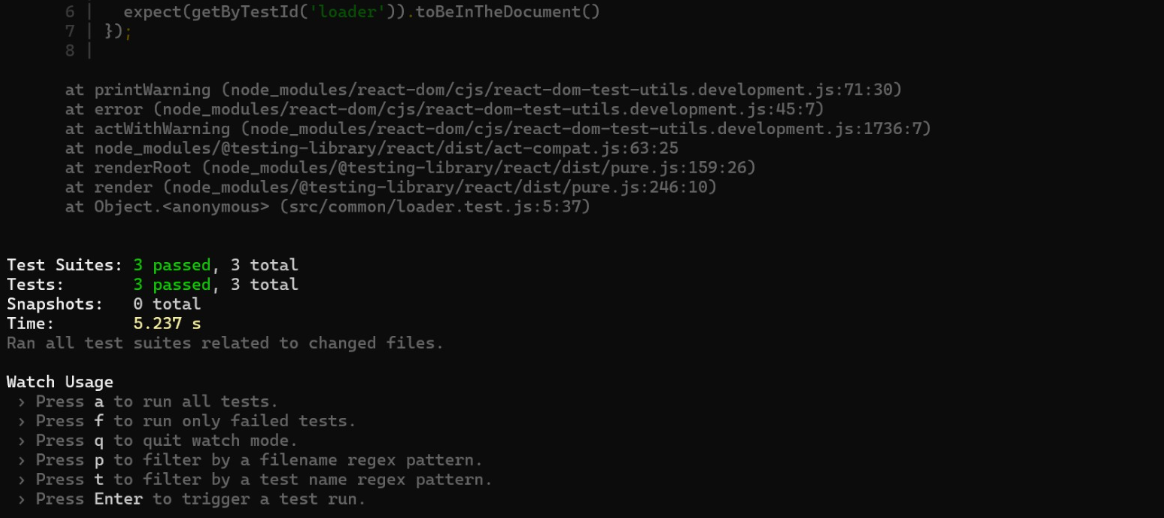 6 |   expect(getByTestId('loader')).toBeInTheDocument()
7 | });
8 |
at printWarning (node_modules/react-dom/cjs/react-dom-test-utils.development.js:71:30)
at error (node_modules/react-dom/cjs/react-dom-test-utils.development.js:45:7)
at actWithWarning (node_modules/react-dom/cjs/react-dom-test-utils.development.js:1736:7)
at node_modules/@testing-library/react/dist/act-compat.js:63:25
at renderRoot (node_modules/@testing-library/react/dist/pure.js:159:26)
at render (node_modules/@testing-library/react/dist/pure.js:246:10)
at Object.<anonymous> (src/common/loader.test.js:5:37)
Test Suites: 3 passed, 3 total
Tests:       3 passed, 3 total
Snapshots:   0 total
Time:        5.237 s
Ran all test suites related to changed files.
Watch Usage
› Press a to run all tests.
› Press f to run only failed tests.
› Press q to quit watch mode.
› Press p to filter by a filename regex pattern.
› Press t to filter by a test name regex pattern.
› Press Enter to trigger a test run.